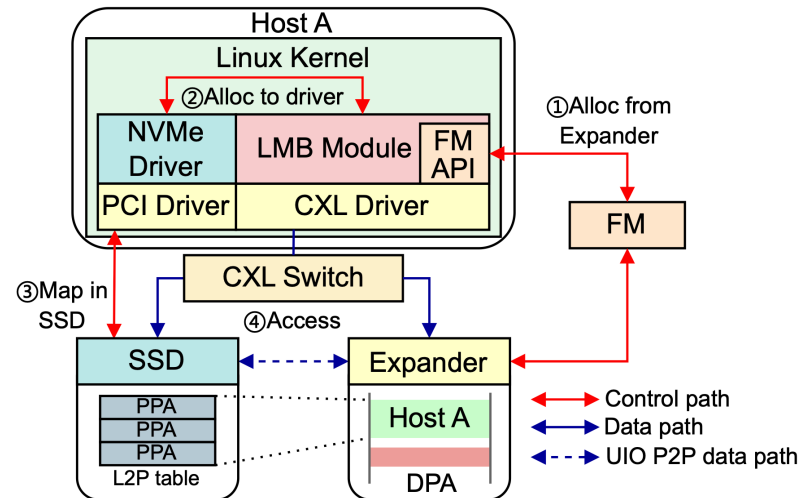 Host A
Linux Kernel
②Alloc to driver
①Alloc from
Expander
NVMe
Driver
LMB Module
FM
API
PCI Driver
CXL Driver
FM
CXL Switch
③Map in
SSD
④Access
SSD
Expander
PPA
PPA
PPA
L2P table
Host A
DPA
Control path
Data path
UIO P2P data path